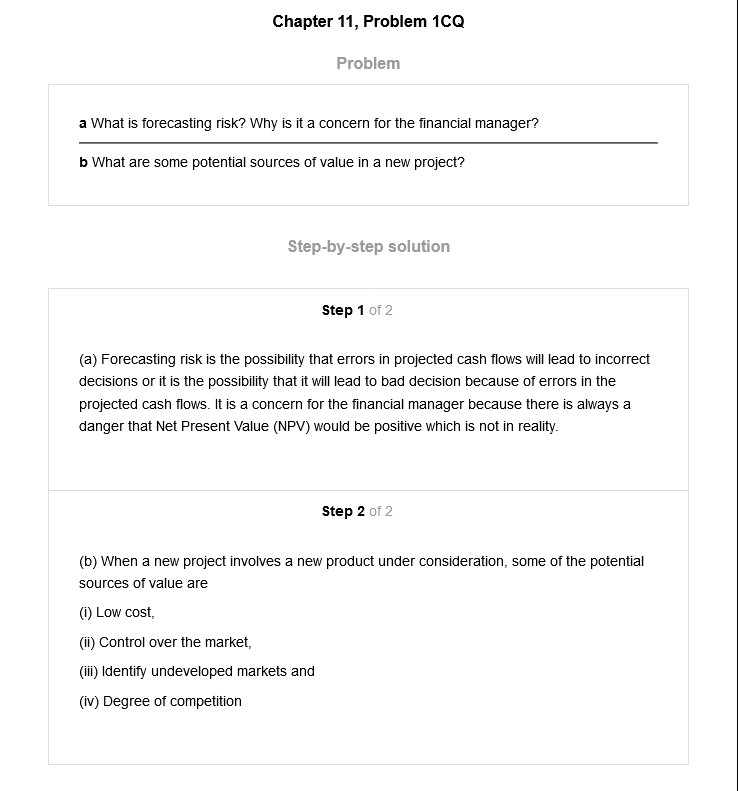 Chapter 11, Problem 1CQ
Problem
a What is forecasting risk? Why is it a concern for the financial manager?
b What are some potential sources of value in a new project?
Step-by-step solution
Step 1 of 2
(a) Forecasting risk is the possibility that errors in projected cash flows will lead to incorrect
decisions or it is the possibility that it will lead to bad decision because of errors in the
projected cash flows. It is a concern for the financial manager because there is always a
danger that Net Present Value (NPV) would be positive which is not in reality.
Step 2 of 2
(b) When a new project involves a new product under consideration, some of the potential
sources of value are
(i) Low cost,
(ii) Control over the market,
(iii) Identify undeveloped markets and
(iv) Degree of competition